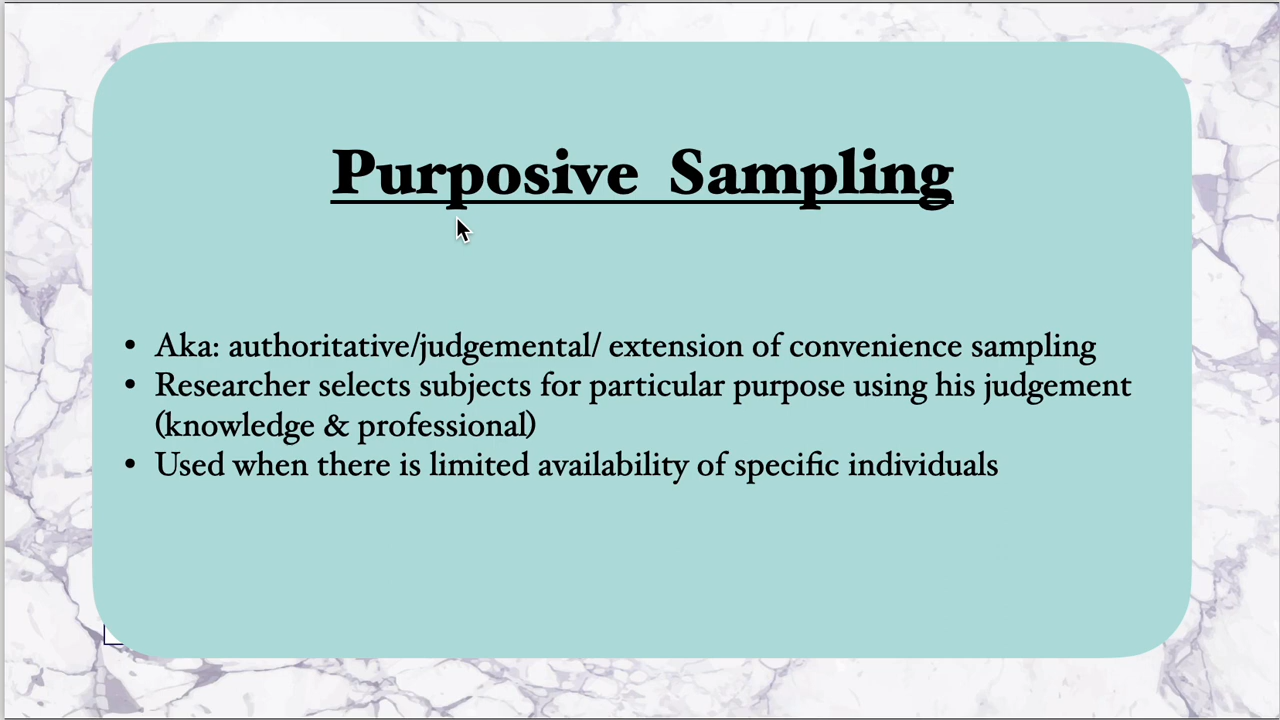 Purposive Sampling
• Aka: authoritative/judgemental/ extension of convenience sampling
• Researcher selects subjects for particular purpose using his judgement
(knowledge & professional)
• Used when there is limited availability of specific individuals